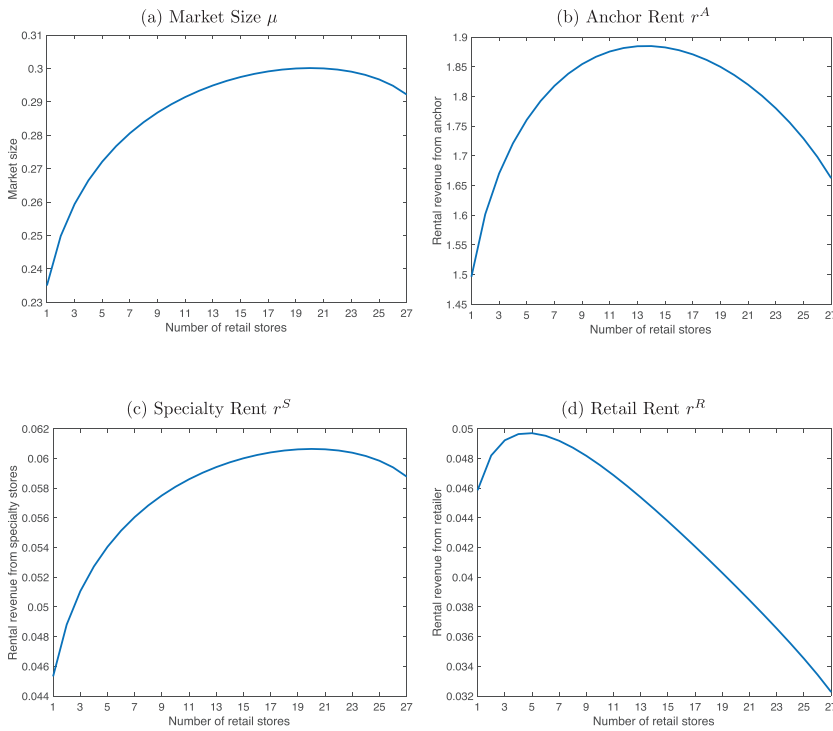 (a) Market Size μ
0.31
0.3
0.29
0.28
0.27
0.26
0.25
0.24
0.23
Market size
1 3 5 7 9 11 13 15 17 19 21 23 25 27
Number of retail stores
(b) Anchor Rent r^A
1.9
1.85
1.8
1.75
1.7
1.65
1.6
1.55
1.5
1.45
Rental revenue from anchor
1 3 5 7 9 11 13 15 17 19 21 23 25 27
Number of retail stores
(c) Specialty Rent r^S
0.062
0.06
0.058
0.056
0.054
0.052
0.05
0.048
0.046
0.044
Rental revenue from specialty stores
1 3 5 7 9 11 13 15 17 19 21 23 25 27
Number of retail stores
(d) Retail Rent r^R
0.05
0.048
0.046
0.044
0.042
0.04
0.038
0.036
0.034
0.032
Rental revenue from retailer
1 3 5 7 9 11 13 15 17 19 21 23 25 27
Number of retail stores